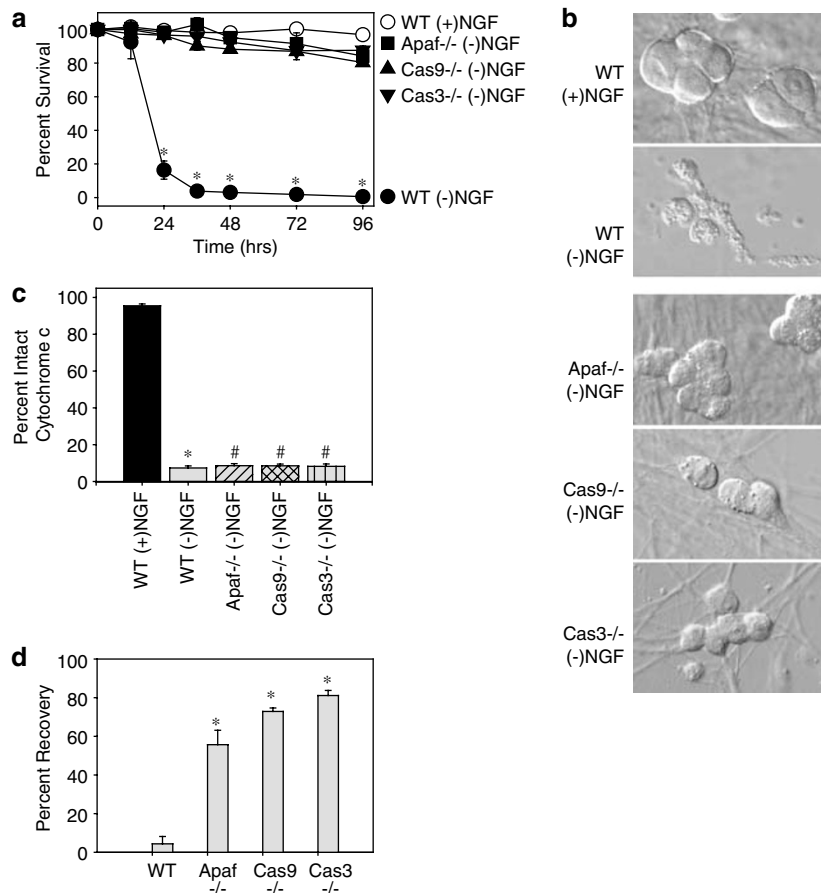 a
100
80
60
40
20
0
Percent Survival
*
*
*
*
*
0
24
48
72
96
Time (hrs)
WT (+)NGF
Apaf-/- (-)NGF
Cas9-/- (-)NGF
Cas3-/- (-)NGF
WT (-)NGF
b
WT
(+)NGF
WT
(-)NGF
Apaf-/-
(-)NGF
Cas9-/-
(-)NGF
Cas3-/-
(-)NGF
c
100
80
60
40
20
0
Percent Intact
Cytochrome c
*
#
#
#
WT (+)NGF
WT (-)NGF
Apaf-/- (-)NGF
Cas9-/- (-)NGF
Cas3-/- (-)NGF
d
100
80
60
40
20
0
Percent Recovery
*
*
*
WT
Apaf
-/-
Cas9
-/-
Cas3
-/-